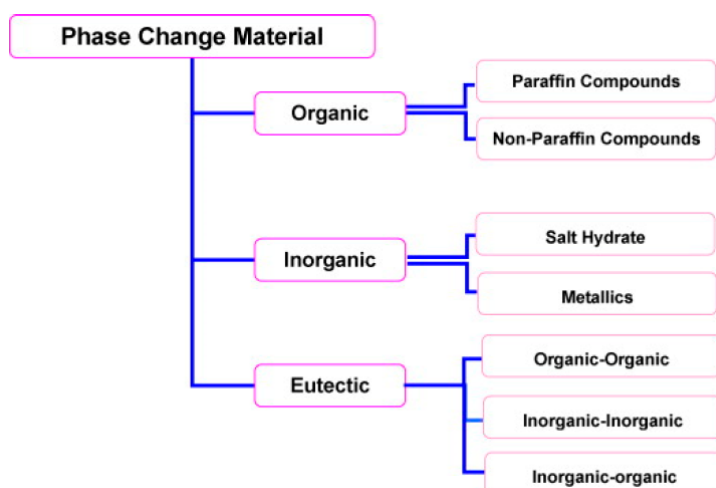 Phase Change Material
Organic
Paraffin Compounds
Non-Paraffin Compounds
Inorganic
Salt Hydrate
Metallics
Eutectic
Organic-Organic
Inorganic-Inorganic
Inorganic-organic